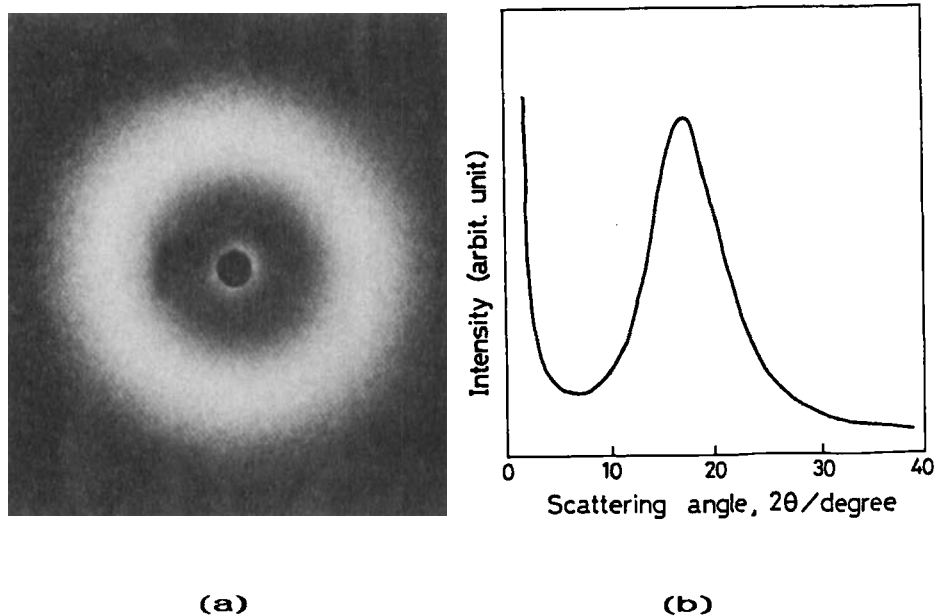 Intensity (arbit. unit)
0 10 20 30 40
Scattering angle, 2θ/degree
(a) (b)